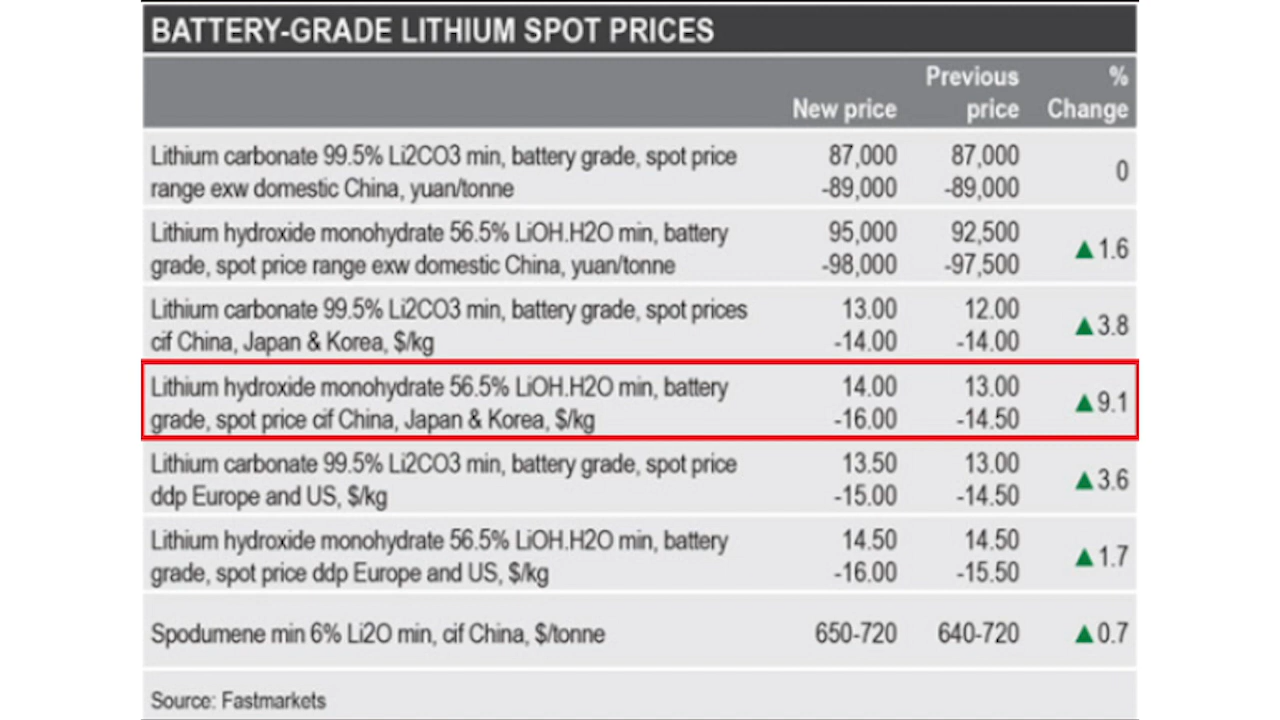 BATTERY-GRADE LITHIUM SPOT PRICES
Previous %
New price price Change
Lithium carbonate 99.5% Li2CO3 min, battery grade, spot price 87,000 87,000
range exw domestic China, yuan/tonne -89,000 -89,000 0
Lithium hydroxide monohydrate 56.5% LiOH.H2O min, battery 95,000 92,500
grade, spot price range exw domestic China, yuan/tonne -98,000 -97,500 ▲1.6
Lithium carbonate 99.5% Li2CO3 min, battery grade, spot prices 13.00 12.00
cif China, Japan & Korea, $/kg -14.00 -14.00 ▲3.8
Lithium hydroxide monohydrate 56.5% LiOH.H2O min, battery 14.00 13.00
grade, spot price cif China, Japan & Korea, $/kg -16.00 -14.50 ▲9.1
Lithium carbonate 99.5% Li2CO3 min, battery grade, spot price 13.50 13.00
ddp Europe and US, $/kg -15.00 -14.50 ▲3.6
Lithium hydroxide monohydrate 56.5% LiOH.H2O min, battery 14.50 14.50
grade, spot price ddp Europe and US, $/kg -16.00 -15.50 ▲1.7
Spodumene min 6% Li2O min, cif China, $/tonne 650-720 640-720 ▲0.7
Source: Fastmarkets